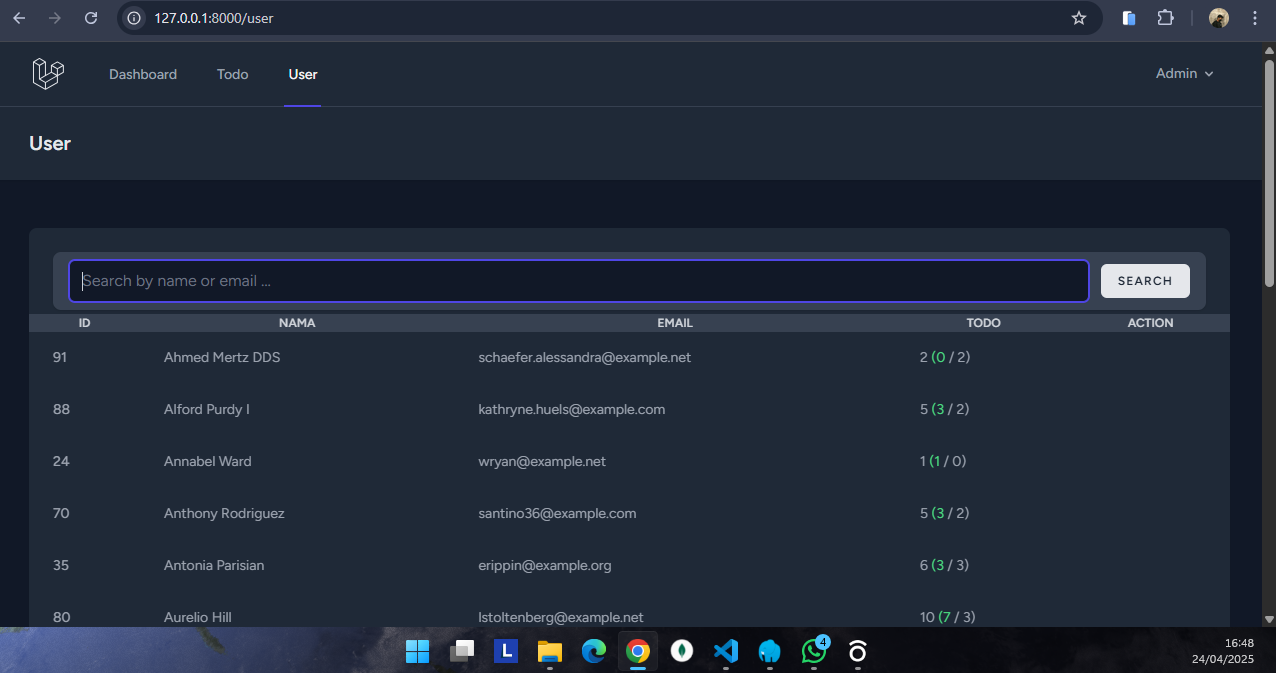 127.0.0.1:8000/user
Dashboard Todo User Admin
User
Search by name or email ... SEARCH
ID NAMA EMAIL TODO ACTION
91 Ahmed Mertz DDS schaefer.alessandra@example.net 2 (0 / 2)
88 Alford Purdy I kathryne.huels@example.com 5 (3 / 2)
24 Annabel Ward wryan@example.net 1 (1 / 0)
70 Anthony Rodriguez santino36@example.com 5 (3 / 2)
35 Antonia Parisian erippin@example.org 6 (3 / 3)
80 Aurelio Hill lstoltenberg@example.net 10 (7 / 3)
L 4 16:48
24/04/2025